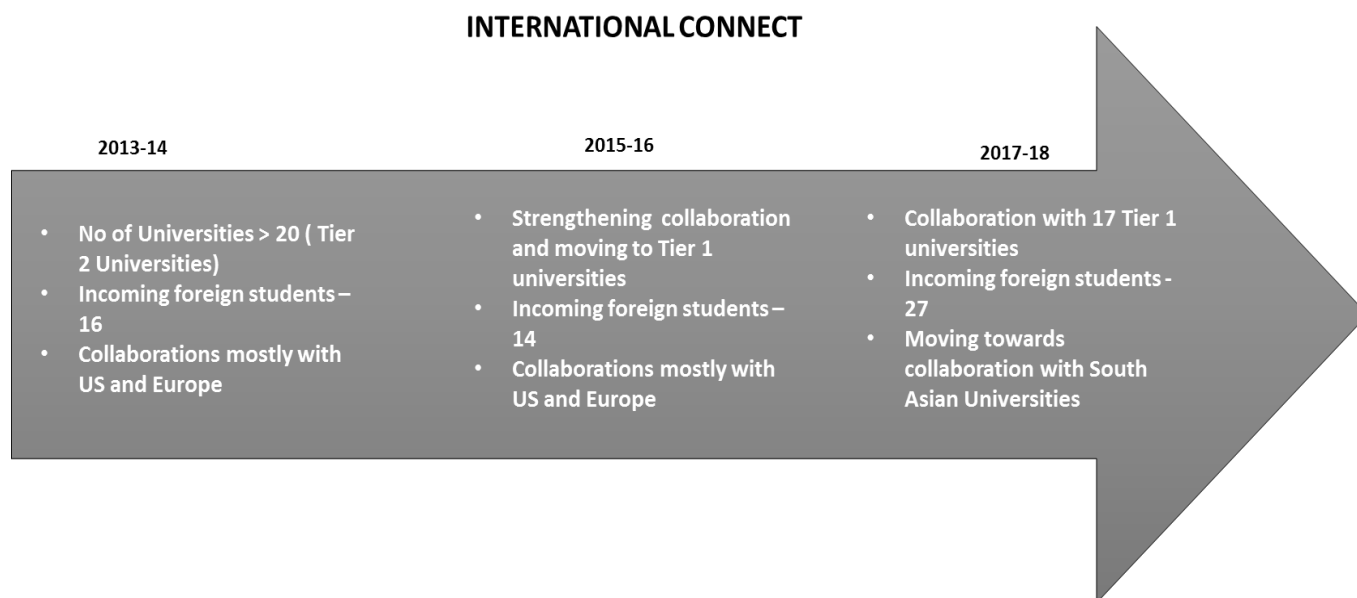 INTERNATIONAL CONNECT
2013-14
• No of Universities > 20 ( Tier
2 Universities)
• Incoming foreign students –
16
• Collaborations mostly with
US and Europe
2015-16
• Strengthening collaboration
and moving to Tier 1
universities
• Incoming foreign students –
14
• Collaborations mostly with
US and Europe
2017-18
• Collaboration with 17 Tier 1
universities
• Incoming foreign students -
27
• Moving towards
collaboration with South
Asian Universities